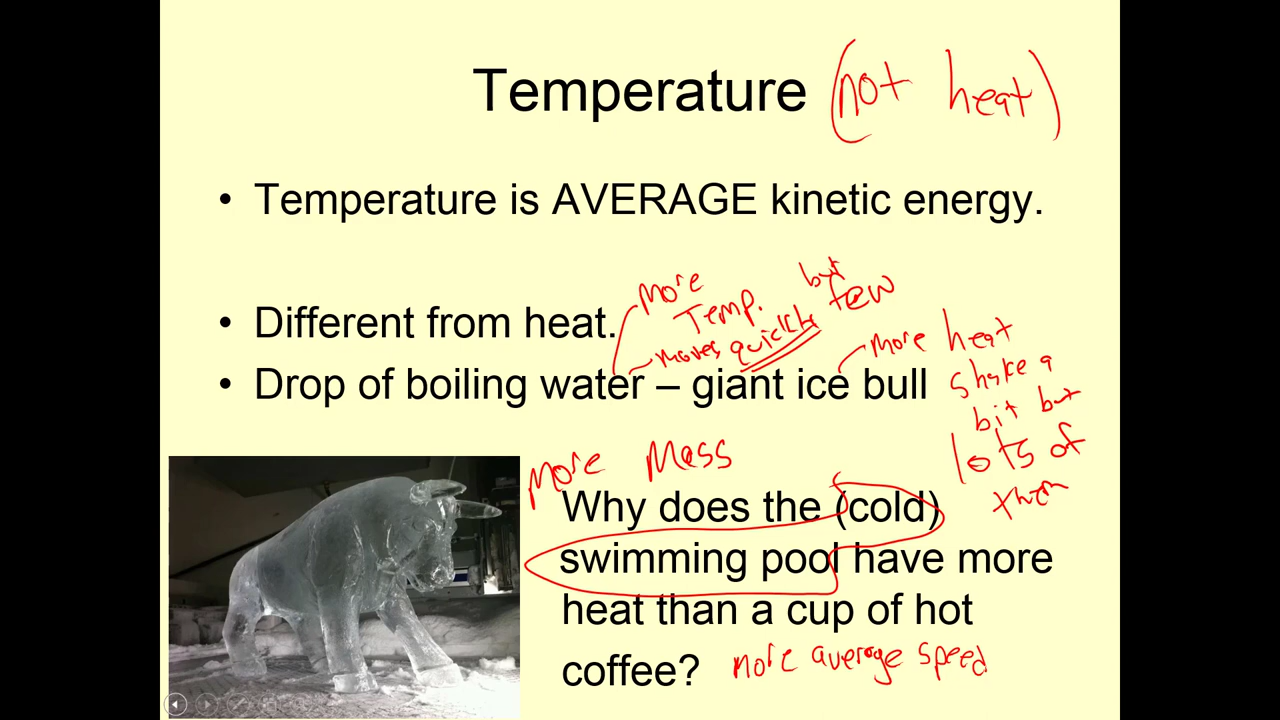 Temperature (not heat)
• Temperature is AVERAGE kinetic energy.
• Different from heat.
more
Temp. but
few
moves quickly
• Drop of boiling water – giant ice bull
more heat
shake a
bit but
lots of
them
more mass
Why does the (cold)
swimming pool have more
heat than a cup of hot
coffee? more average speed